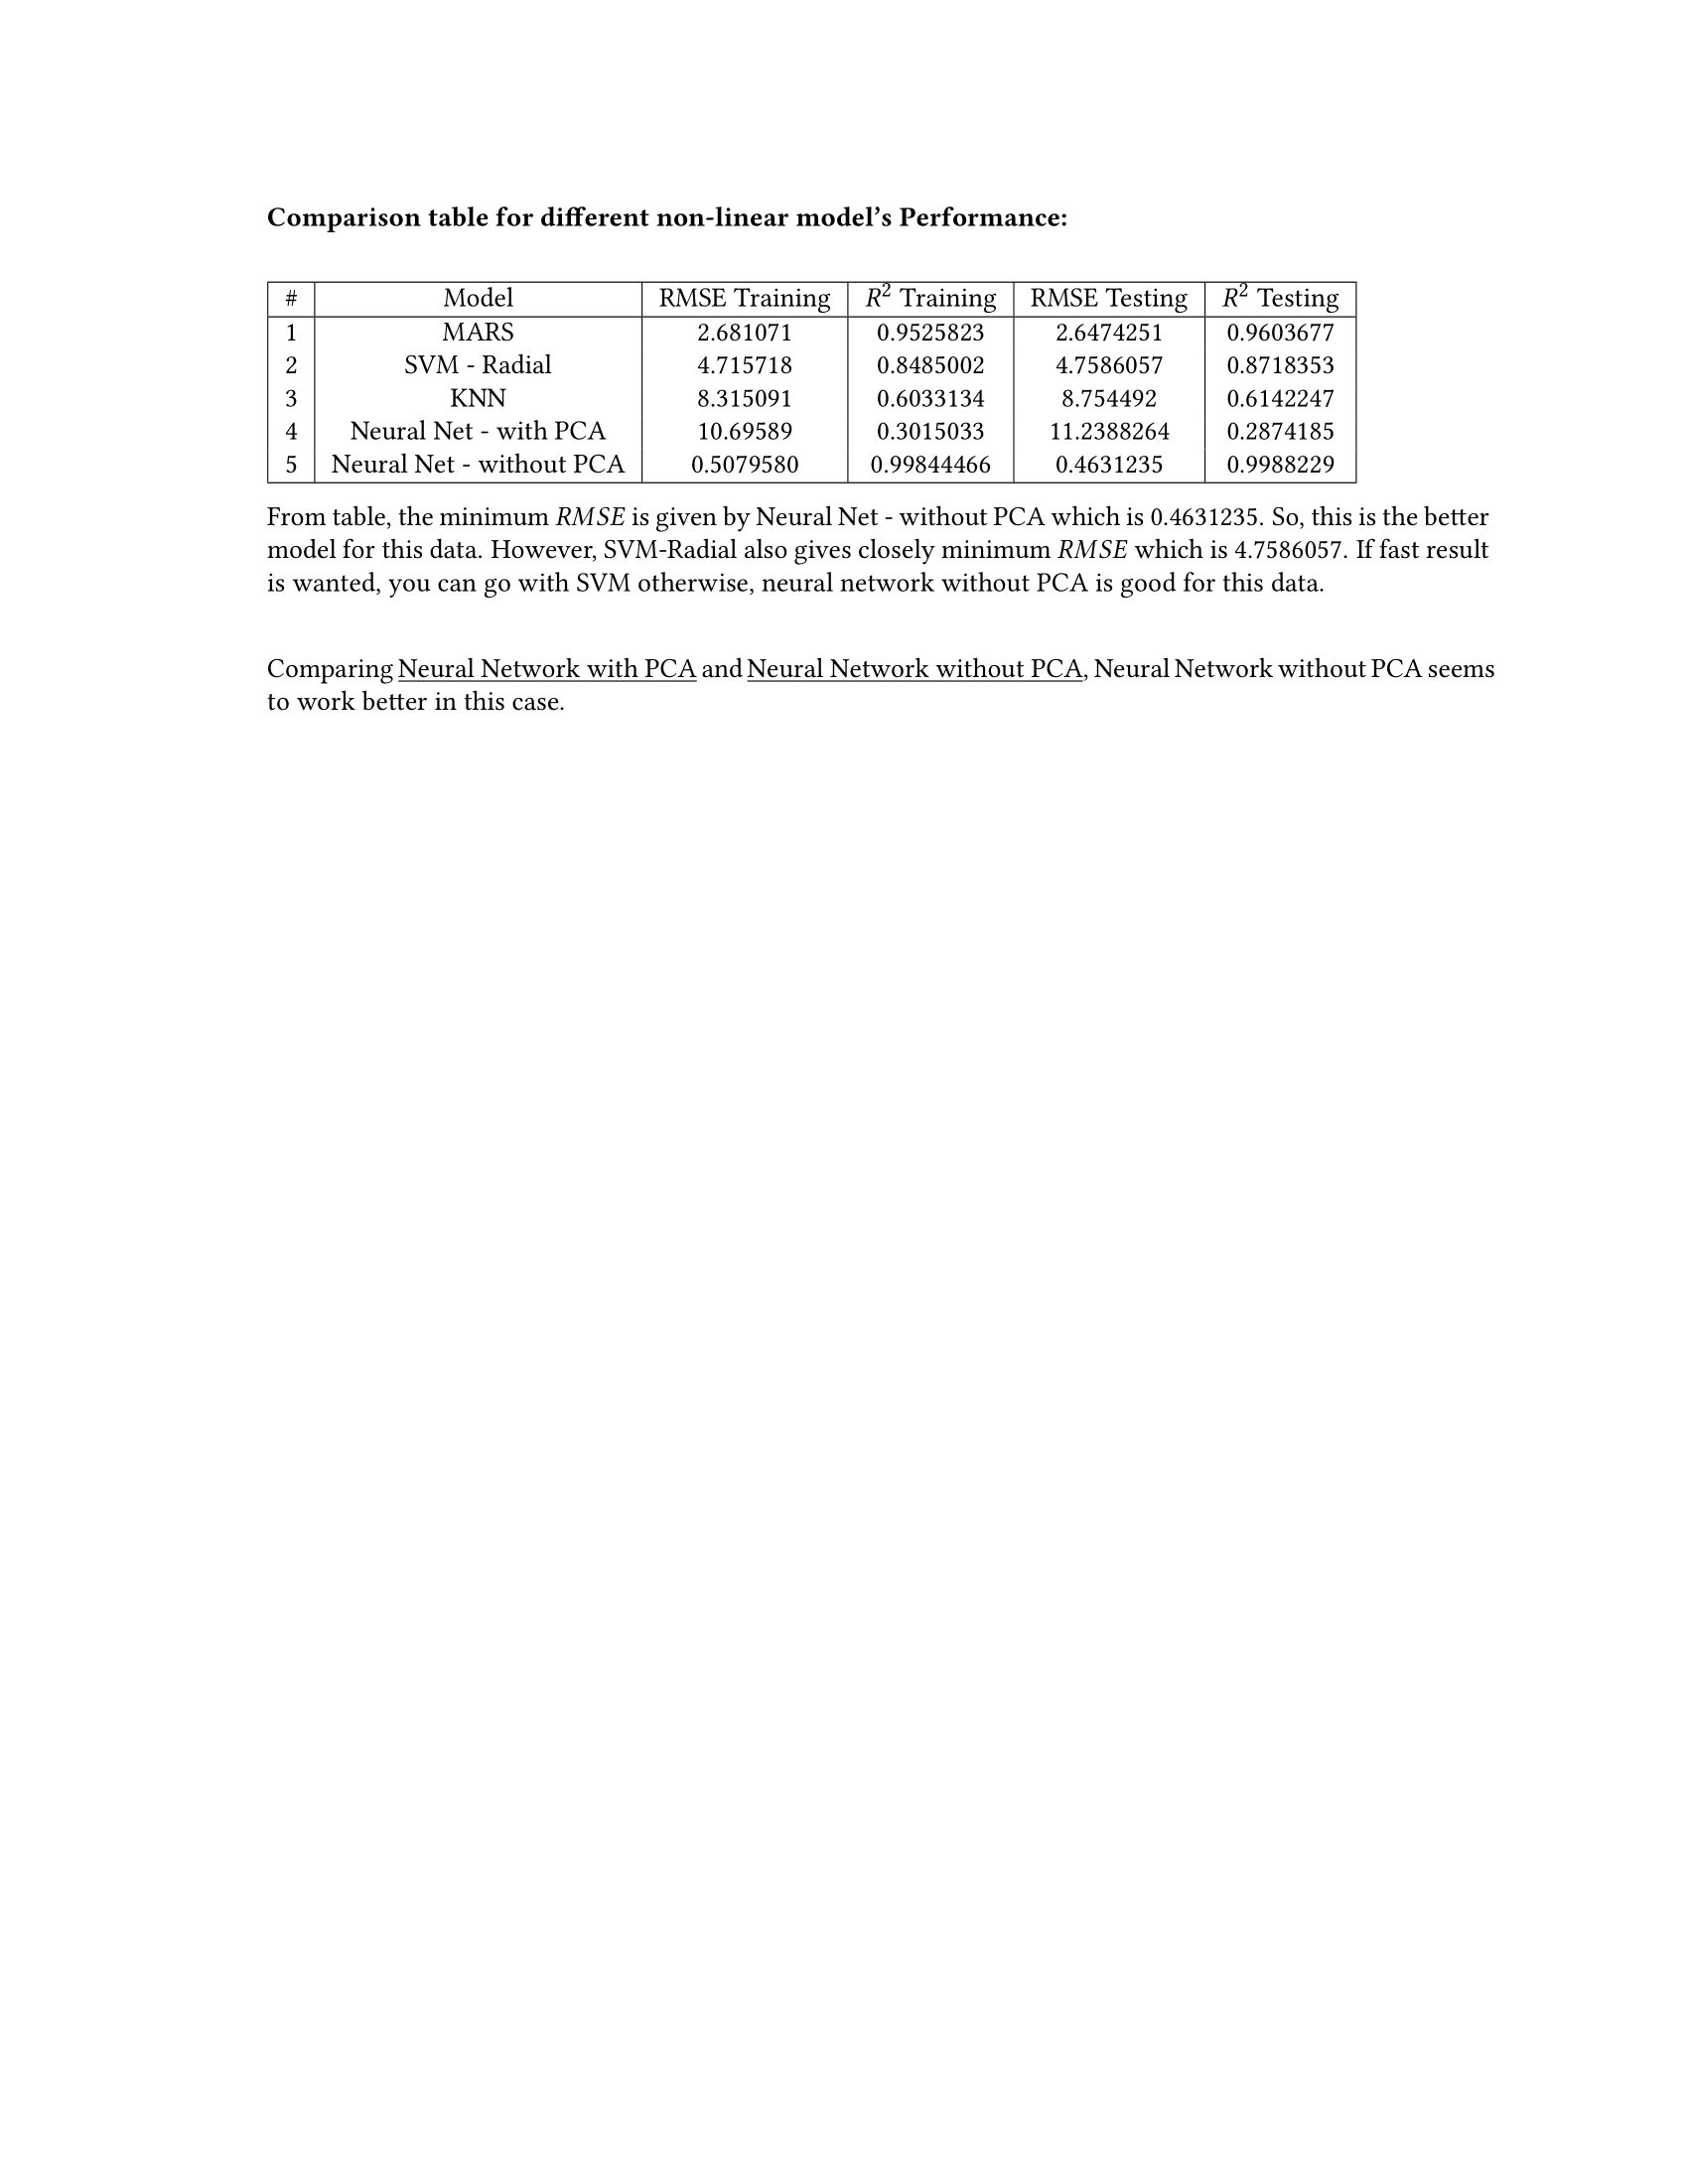 Comparison table for different non-linear model's Performance:
# Model RMSE Training R² Training RMSE Testing R² Testing
1 MARS 2.681071 0.9525823 2.6474251 0.9603677
2 SVM - Radial 4.715718 0.8485002 4.7586057 0.8718353
3 KNN 8.315091 0.6033134 8.754492 0.6142247
4 Neural Net - with PCA 10.69589 0.3015033 11.2388264 0.2874185
5 Neural Net - without PCA 0.5079580 0.99844466 0.4631235 0.9988229
From table, the minimum RMSE is given by Neural Net - without PCA which is 0.4631235. So, this is the better
model for this data. However, SVM-Radial also gives closely minimum RMSE which is 4.7586057. If fast result
is wanted, you can go with SVM otherwise, neural network without PCA is good for this data.
Comparing Neural Network with PCA and Neural Network without PCA, Neural Network without PCA seems
to work better in this case.